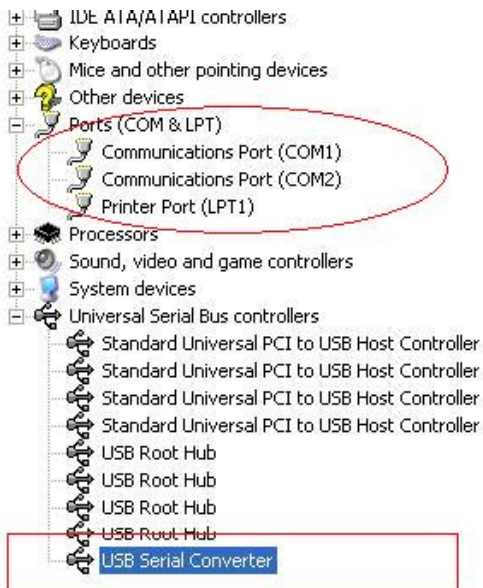 IDE ATA/ATAPI controllers
Keyboards
Mice and other pointing devices
Other devices
Ports (COM & LPT)
Communications Port (COM1)
Communications Port (COM2)
Printer Port (LPT1)
Processors
Sound, video and game controllers
System devices
Universal Serial Bus controllers
Standard Universal PCI to USB Host Controller
Standard Universal PCI to USB Host Controller
Standard Universal PCI to USB Host Controller
Standard Universal PCI to USB Host Controller
USB Root Hub
USB Root Hub
USB Root Hub
USB Root Hub
USB Serial Converter